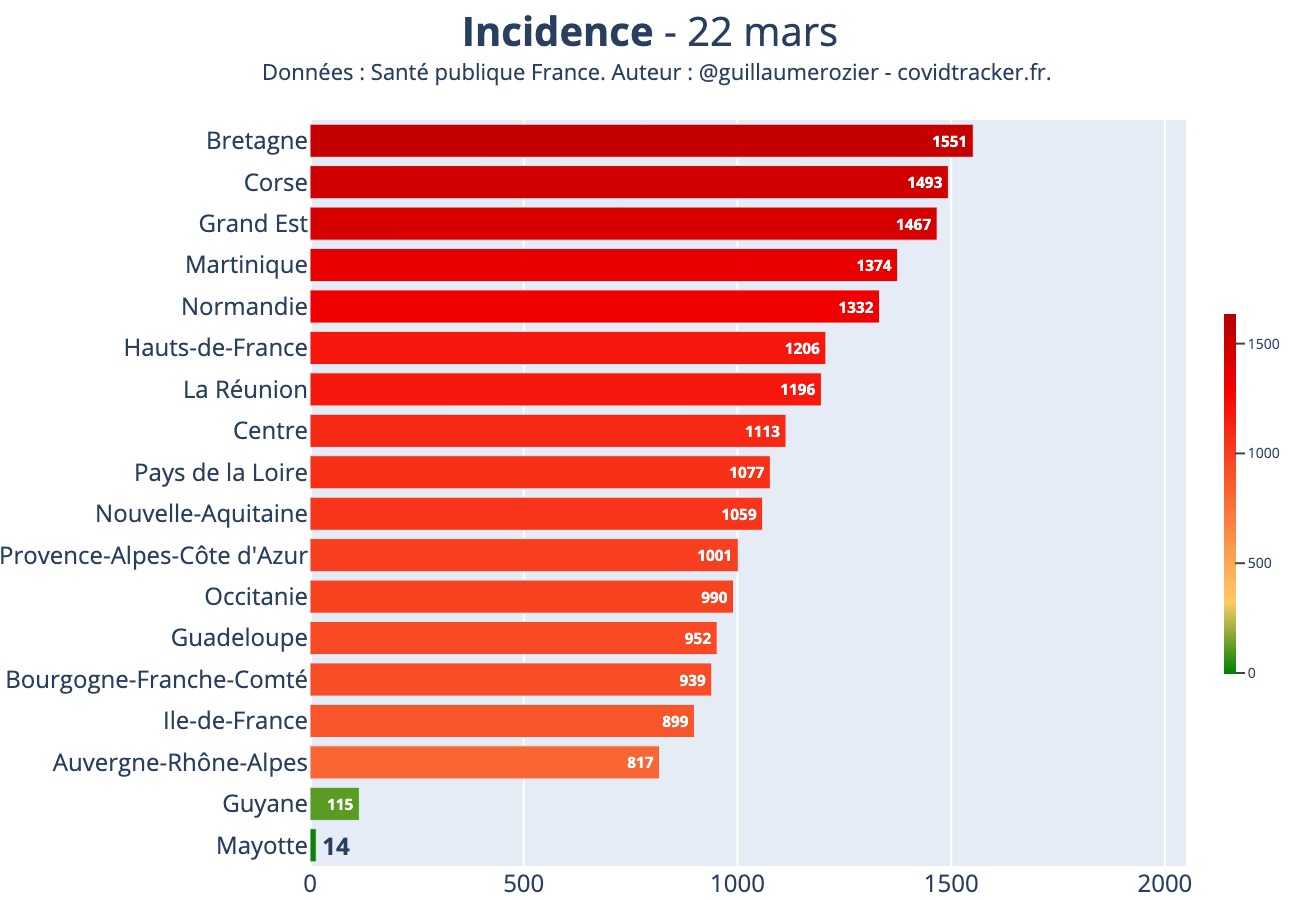 Incidence - 22 mars
Données : Santé publique France. Auteur : @guillaumerozier - covidtracker.fr.
Bretagne 1551
Corse 1493
Grand Est 1467
Martinique 1374
Normandie 1332
Hauts-de-France 1206
La Réunion 1196
Centre 1113
Pays de la Loire 1077
Nouvelle-Aquitaine 1059
Provence-Alpes-Côte d'Azur 1001
Occitanie 990
Guadeloupe 952
Bourgogne-Franche-Comté 939
Ile-de-France 899
Auvergne-Rhône-Alpes 817
Guyane 115
Mayotte 14
0 500 1000 1500 2000
1500
1000
500
0